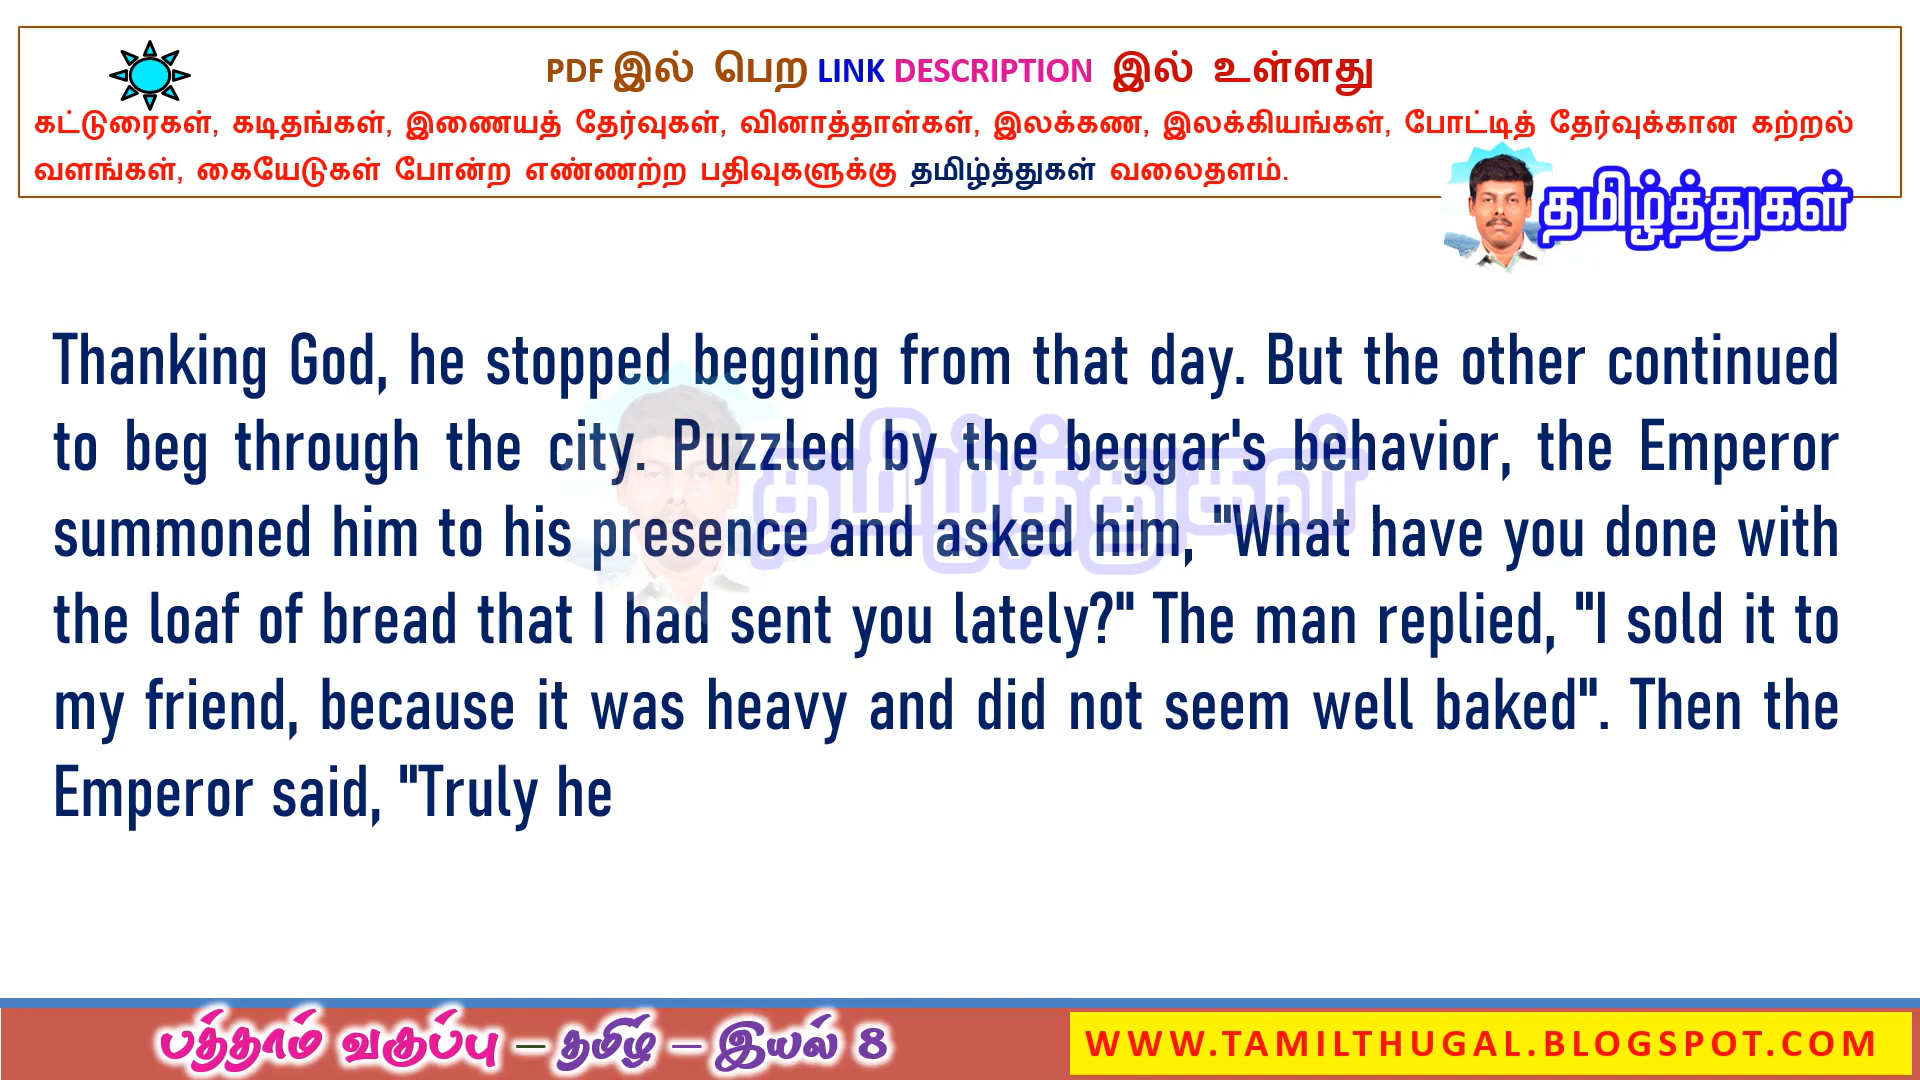 PDF இல் பெற LINK DESCRIPTION இல் உள்ளது
கட்டுரைகள், கடிதங்கள், இணையத் தேர்வுகள், வினாத்தாள்கள், இலக்கண, இலக்கியங்கள், போட்டித் தேர்வுக்கான கற்றல்
வளங்கள், கையேடுகள் போன்ற எண்ணற்ற பதிவுகளுக்கு தமிழ்த்துகள் வலைதளம்.
தமிழ்த்துகள்
Thanking God, he stopped begging from that day. But the other continued
to beg through the city. Puzzled by the beggar's behavior, the Emperor
summoned him to his presence and asked him, "What have you done with
the loaf of bread that I had sent you lately?" The man replied, "I sold it to
my friend, because it was heavy and did not seem well baked". Then the
Emperor said, "Truly he
தமிழ்த்துகள்
பத்தாம் வகுப்பு – தமிழ் – இயல் 8
WWW.TAMILTHUGAL.BLOGSPOT.COM